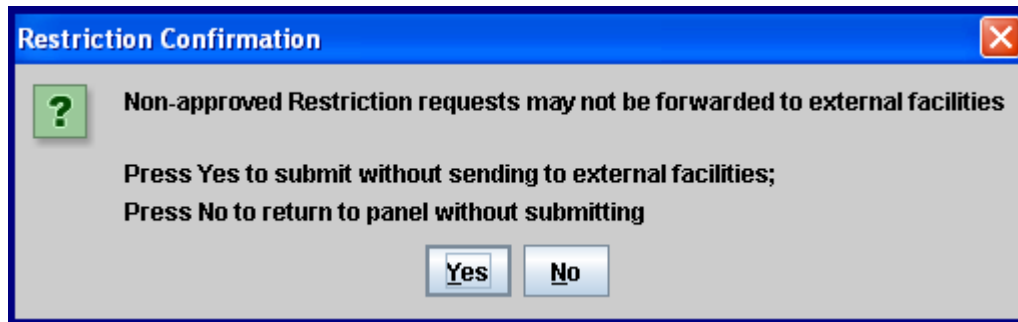 Restriction Confirmation
?
Non-approved Restriction requests may not be forwarded to external facilities
Press Yes to submit without sending to external facilities;
Press No to return to panel without submitting
Yes No